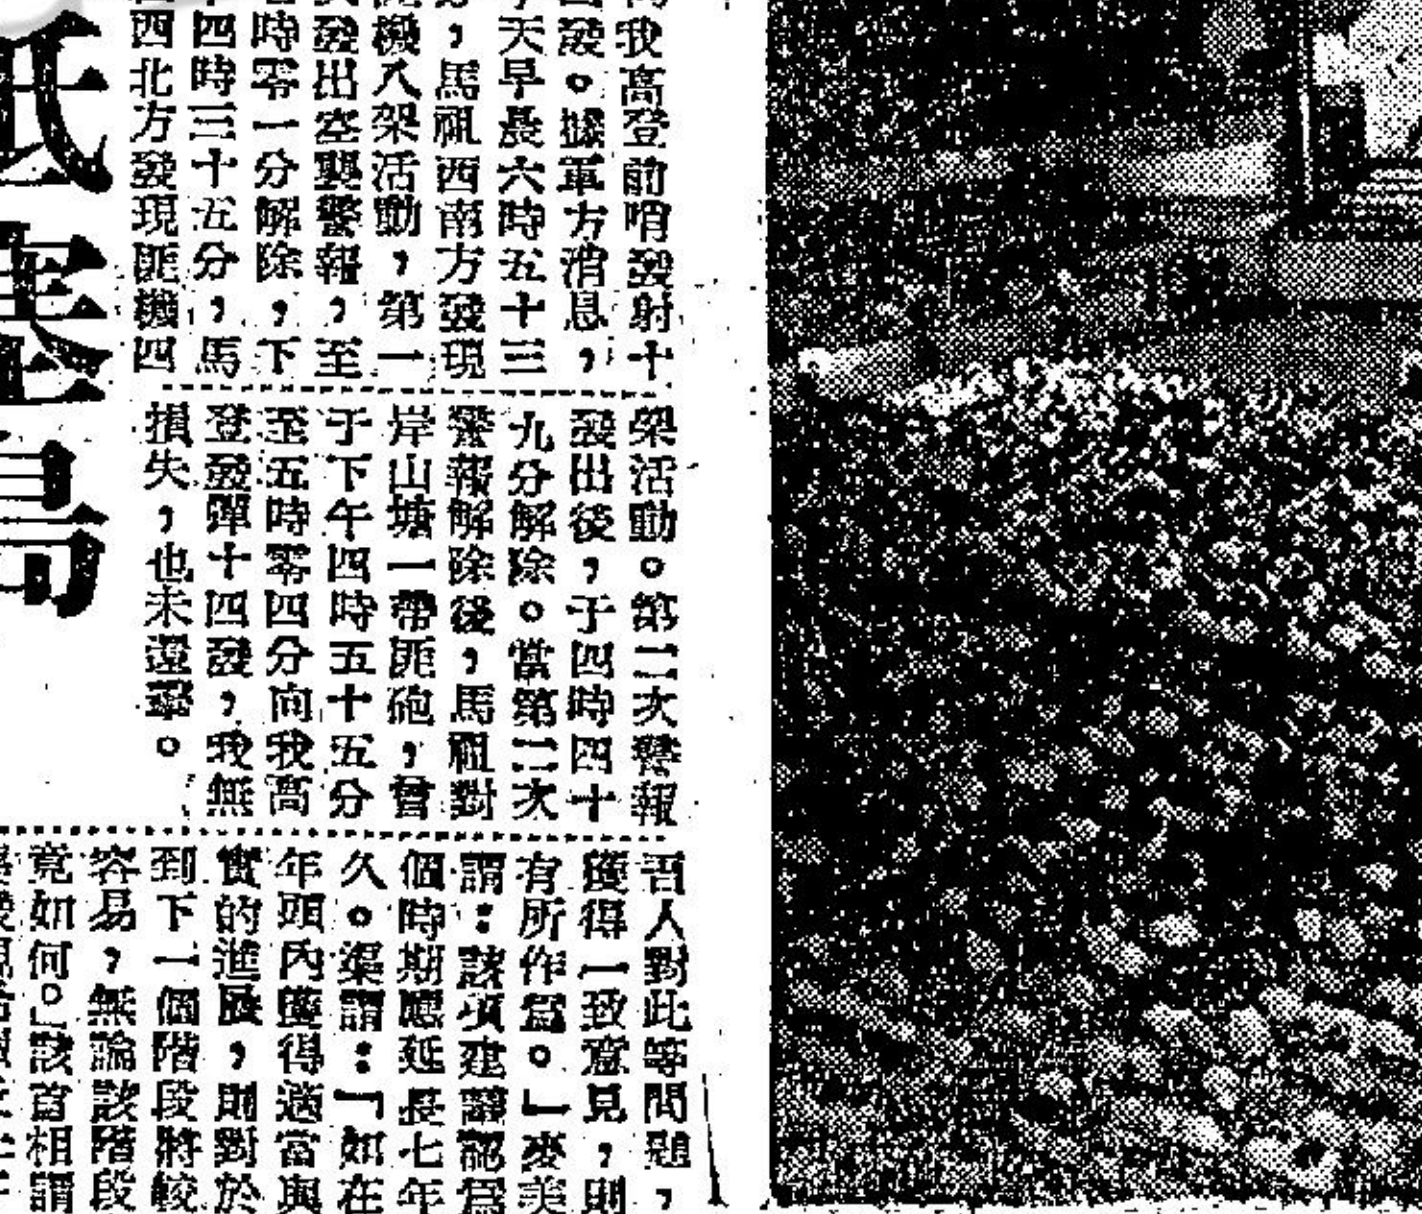 我高登前哨發射十
發。據軍方消息，
天早晨六時五十三
，馬祖西南方發現
機八架活動，第一
發出空襲警報，至
時零一分解除，下
四時三十五分，馬
西北方發現匪機四
架活動。第二次警報
發出後，于四時四十
九分解除。當第二次
警報解除後，馬祖對
岸山塘一帶匪砲，曾
于下午四時五十五分
至五時零四分向我高
登發彈十四發，我無
損失，也未還擊。
塞島
吾人對此等問題，
獲得一致意見，則
有所作爲。」麥美
謂：該項建議認爲
個時期應延長七年
久。渠謂：「如在
年頭內獲得適當與
實的進展，則對於
到下一個階段將較
容易，無論該階段
竟如何。」該首相謂